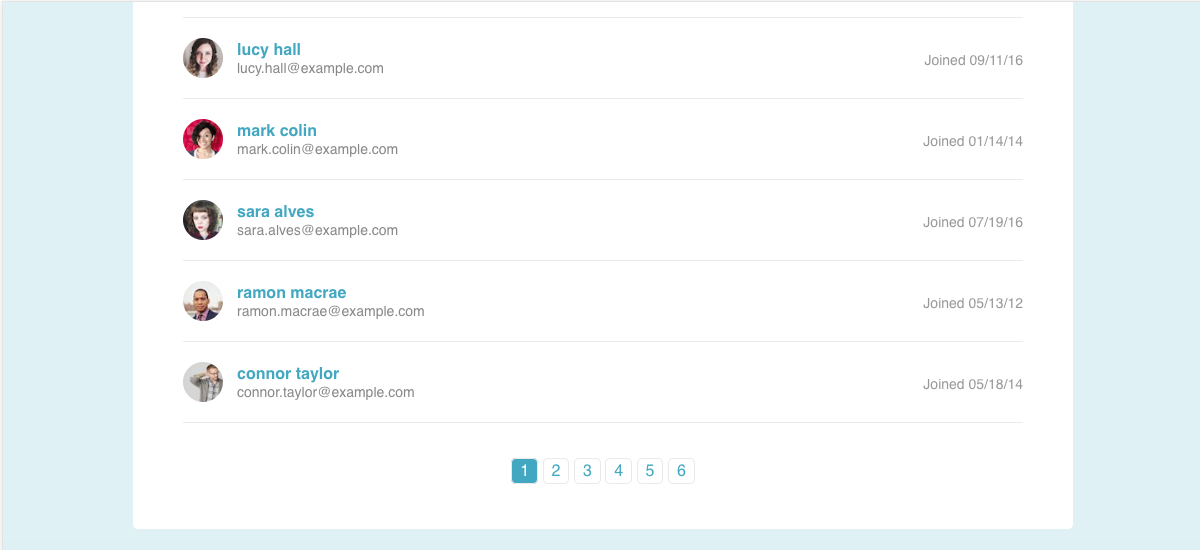 lucy hall
lucy.hall@example.com
Joined 09/11/16
mark colin
mark.colin@example.com
Joined 01/14/14
sara alves
sara.alves@example.com
Joined 07/19/16
ramon macrae
ramon.macrae@example.com
Joined 05/13/12
connor taylor
connor.taylor@example.com
Joined 05/18/14
1 2 3 4 5 6